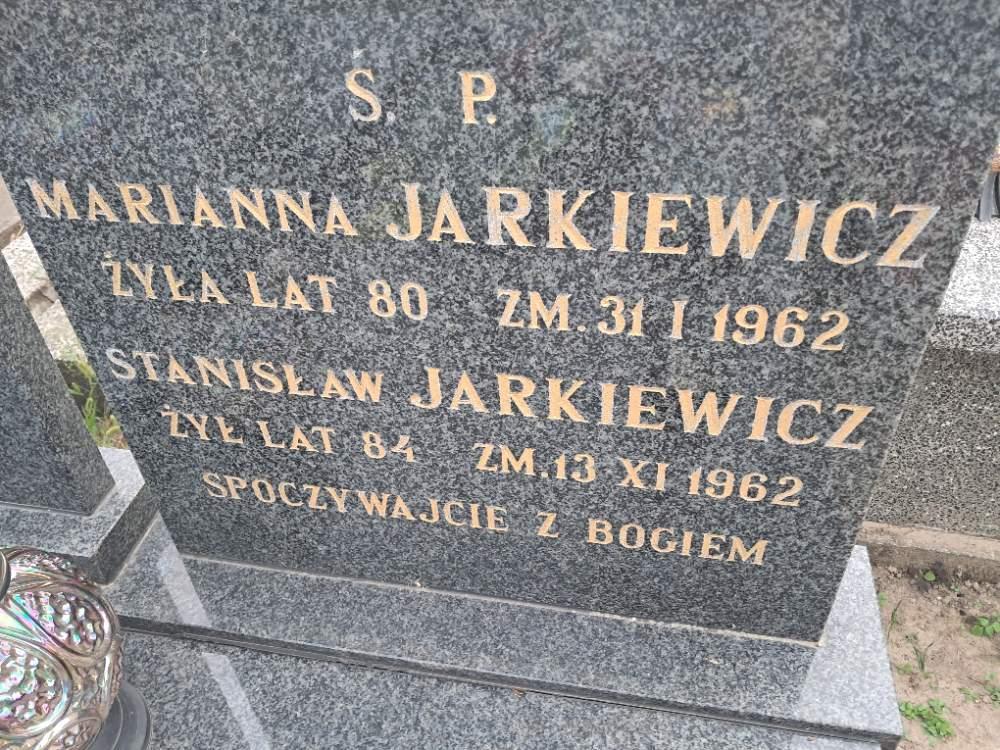 Ś. P.
MARIANNA JARKIEWICZ
ŻYŁA LAT 80 ZM. 31 I 1962
STANISŁAW JARKIEWICZ
ŻYŁ LAT 84 ZM. 13 XI 1962
SPOCZYWAJCIE Z BOGIEM